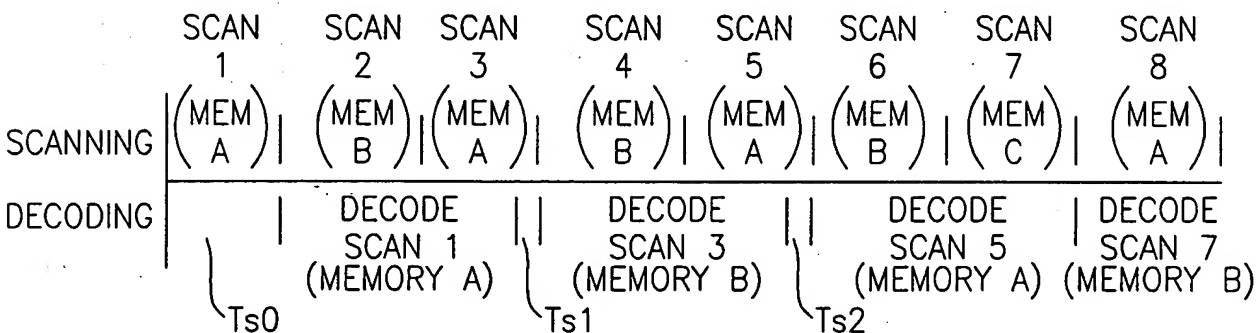 SCAN SCAN SCAN SCAN SCAN SCAN SCAN SCAN
1 2 3 4 5 6 7 8
SCANNING (MEM A) (MEM B) (MEM A) (MEM B) (MEM A) (MEM B) (MEM C) (MEM A)
DECODING DECODE DECODE DECODE DECODE
SCAN 1 SCAN 3 SCAN 5 SCAN 7
(MEMORY A) (MEMORY B) (MEMORY A) (MEMORY B)
Ts0 Ts1 Ts2